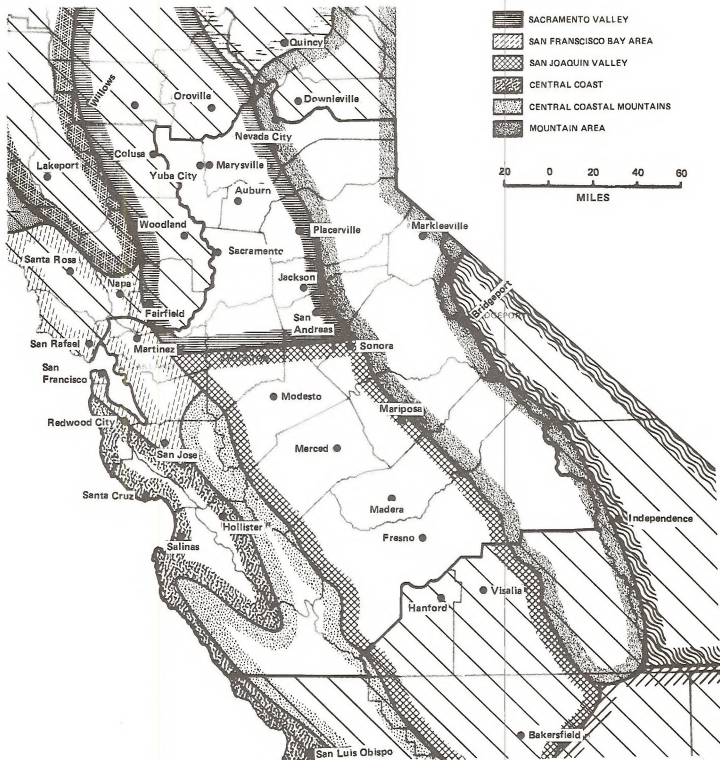 SACRAMENTO VALLEY
SAN FRANSCISCO BAY AREA
SAN JOAQUIN VALLEY
CENTRAL COAST
CENTRAL COASTAL MOUNTAINS
MOUNTAIN AREA
20 0 20 40 60
MILES
Quincy
Willows
Oroville
Downieville
Nevada City
Colusa
Lakeport
Yuba City
Marysville
Auburn
Woodland
Placerville
Markleeville
Sacramento
Santa Rosa
Napa
Jackson
Bridgeport
Fairfield
San
Andreas
San Rafael
Martinez
Sonora
San
Francisco
Modesto
Mariposa
Redwood City
San Jose
Merced
Santa Cruz
Madera
Hollister
Independence
Salinas
Fresno
Hanford
Visalia
Bakersfield
San Luis Obispo